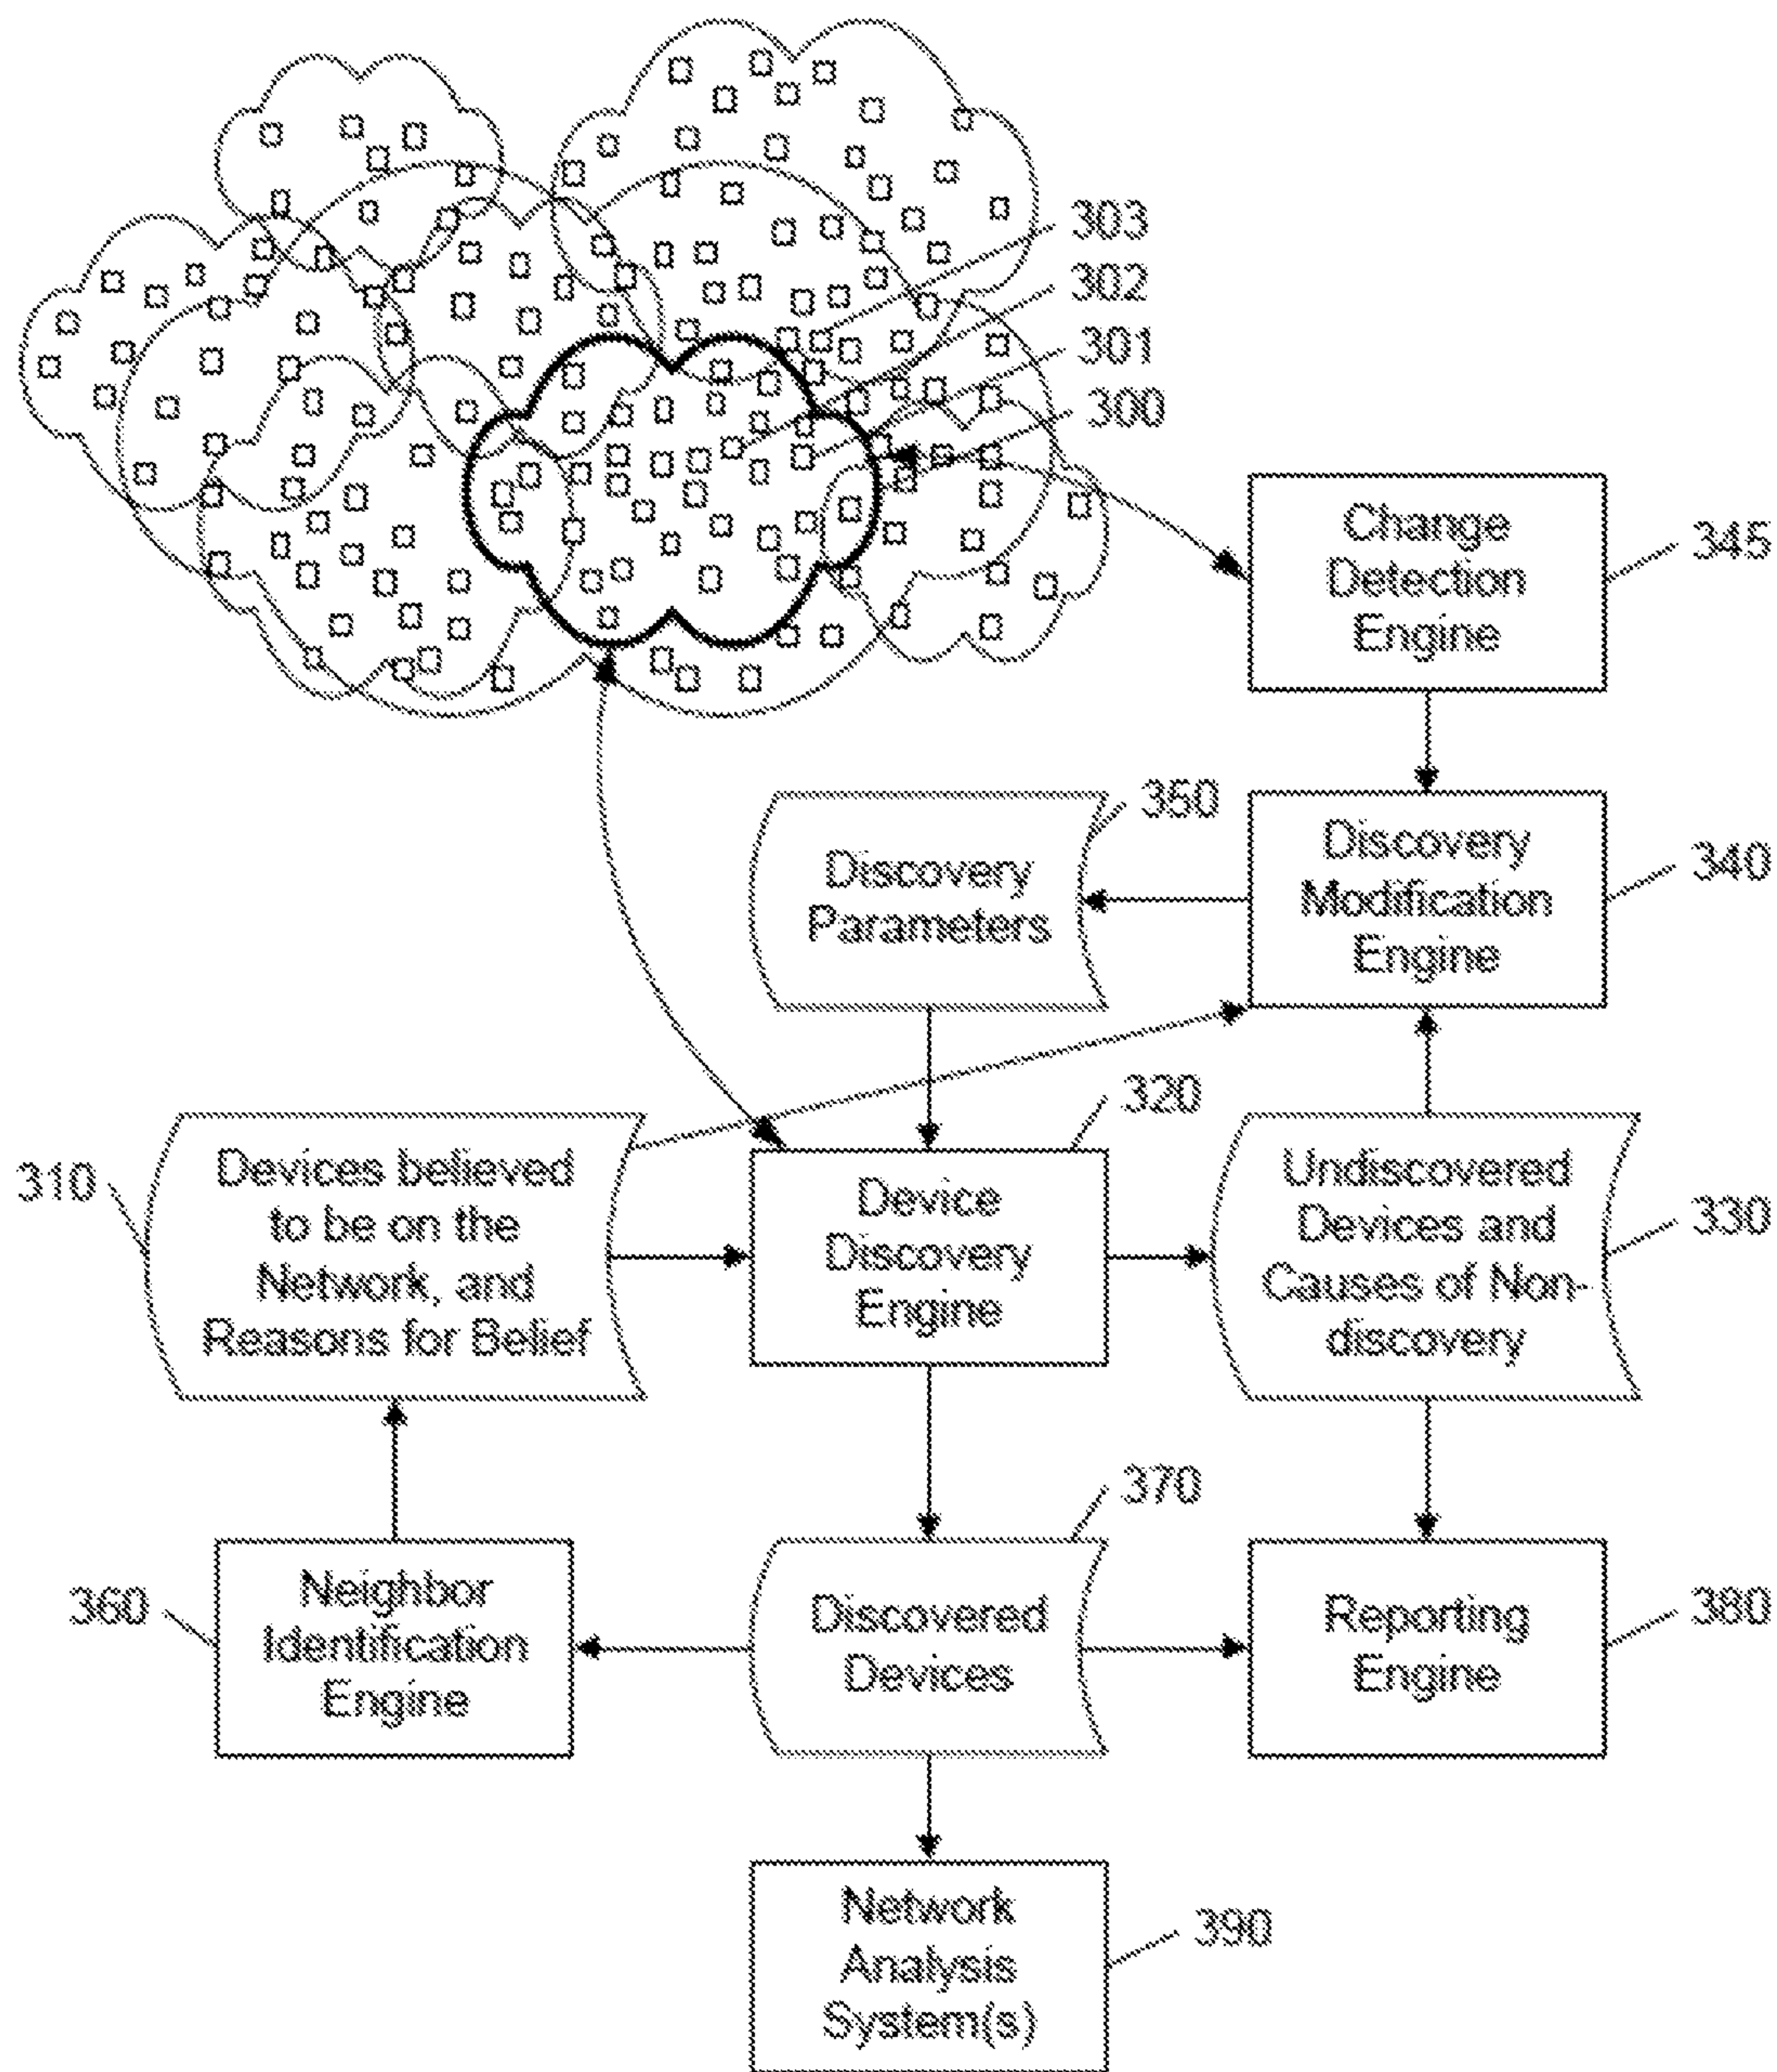 303
302
301
300
Change
Detection
Engine
345
350
Discovery
Parameters
Discovery
Modification
Engine
340
320
310
Devices believed
to be on the
Network, and
Reasons for Belief
Device
Discovery
Engine
Undiscovered
Devices and
Causes of Non-
discovery
330
370
360
Neighbor
Identification
Engine
Discovered
Devices
Reporting
Engine
380
Network
Analysis
System(s)
390